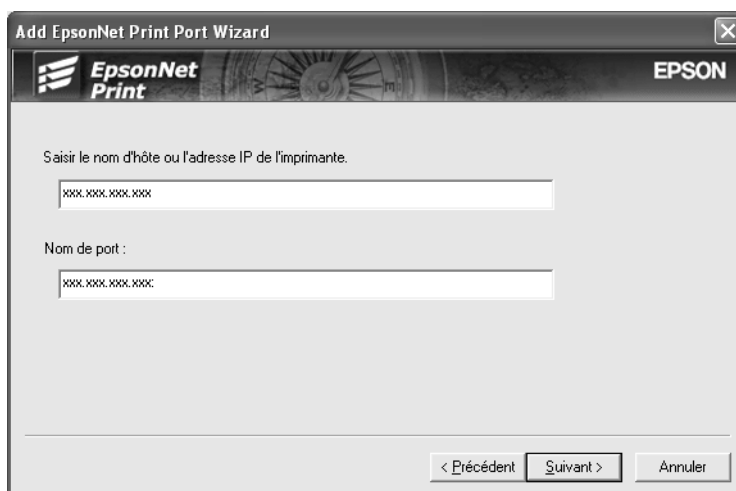 Add EpsonNet Print Port Wizard
EpsonNet
Print
EPSON
W
E
Saisir le nom d'hôte ou l'adresse IP de l'imprimante.
xxx.xxx.xxx.xxx
Nom de port :
xxx.xxx.xxx.xxx:
< Précédent
Suivant >
Annuler